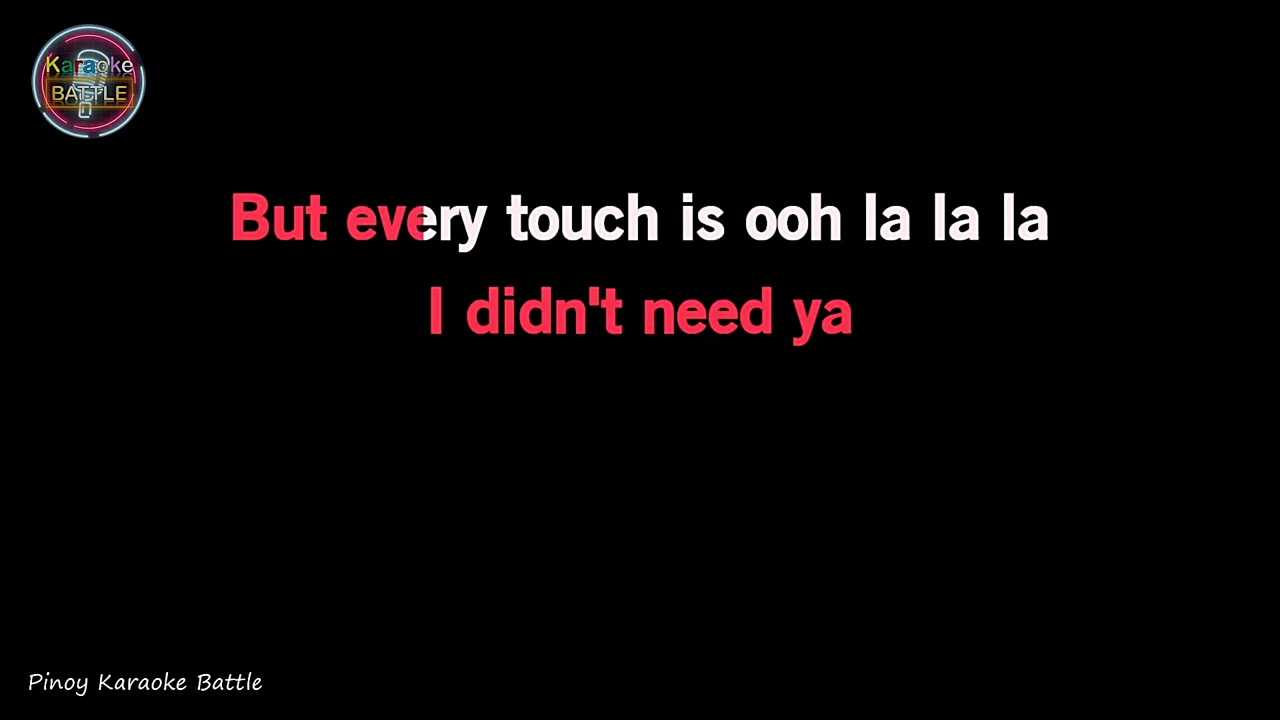 Karaoke
BATTLE
But every touch is ooh la la la
I didn't need ya
Pinoy Karaoke Battle